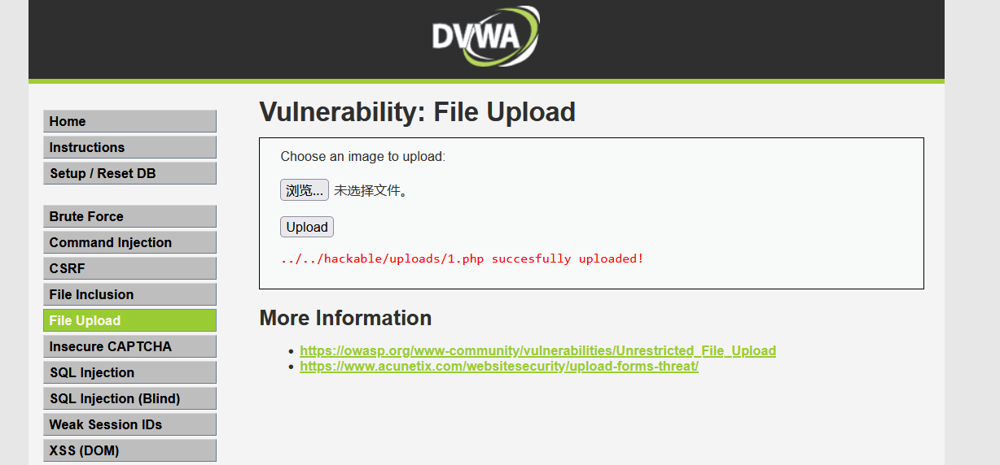 DVWA
Home
Instructions
Setup / Reset DB
Brute Force
Command Injection
CSRF
File Inclusion
File Upload
Insecure CAPTCHA
SQL Injection
SQL Injection (Blind)
Weak Session IDs
XSS (DOM)
Vulnerability: File Upload
Choose an image to upload:
浏览... 未选择文件。
Upload
../../hackable/uploads/1.php succesfully uploaded!
More Information
https://owasp.org/www-community/vulnerabilities/Unrestricted_File_Upload
https://www.acunetix.com/websitesecurity/upload-forms-threat/